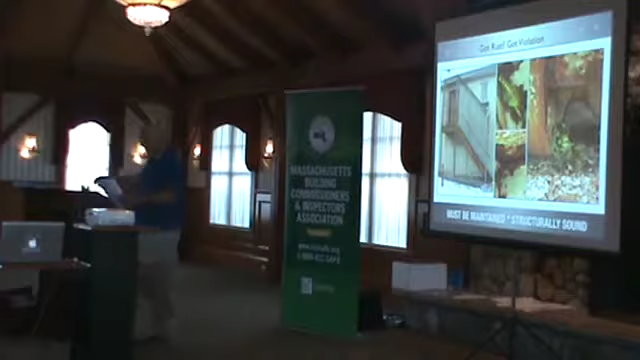 Got Rust? Got Violation
MASSACHUSETTS
BUILDING
COMMISSIONERS
& INSPECTORS
ASSOCIATION
MUST BE MAINTAINED * STRUCTURALLY SOUND